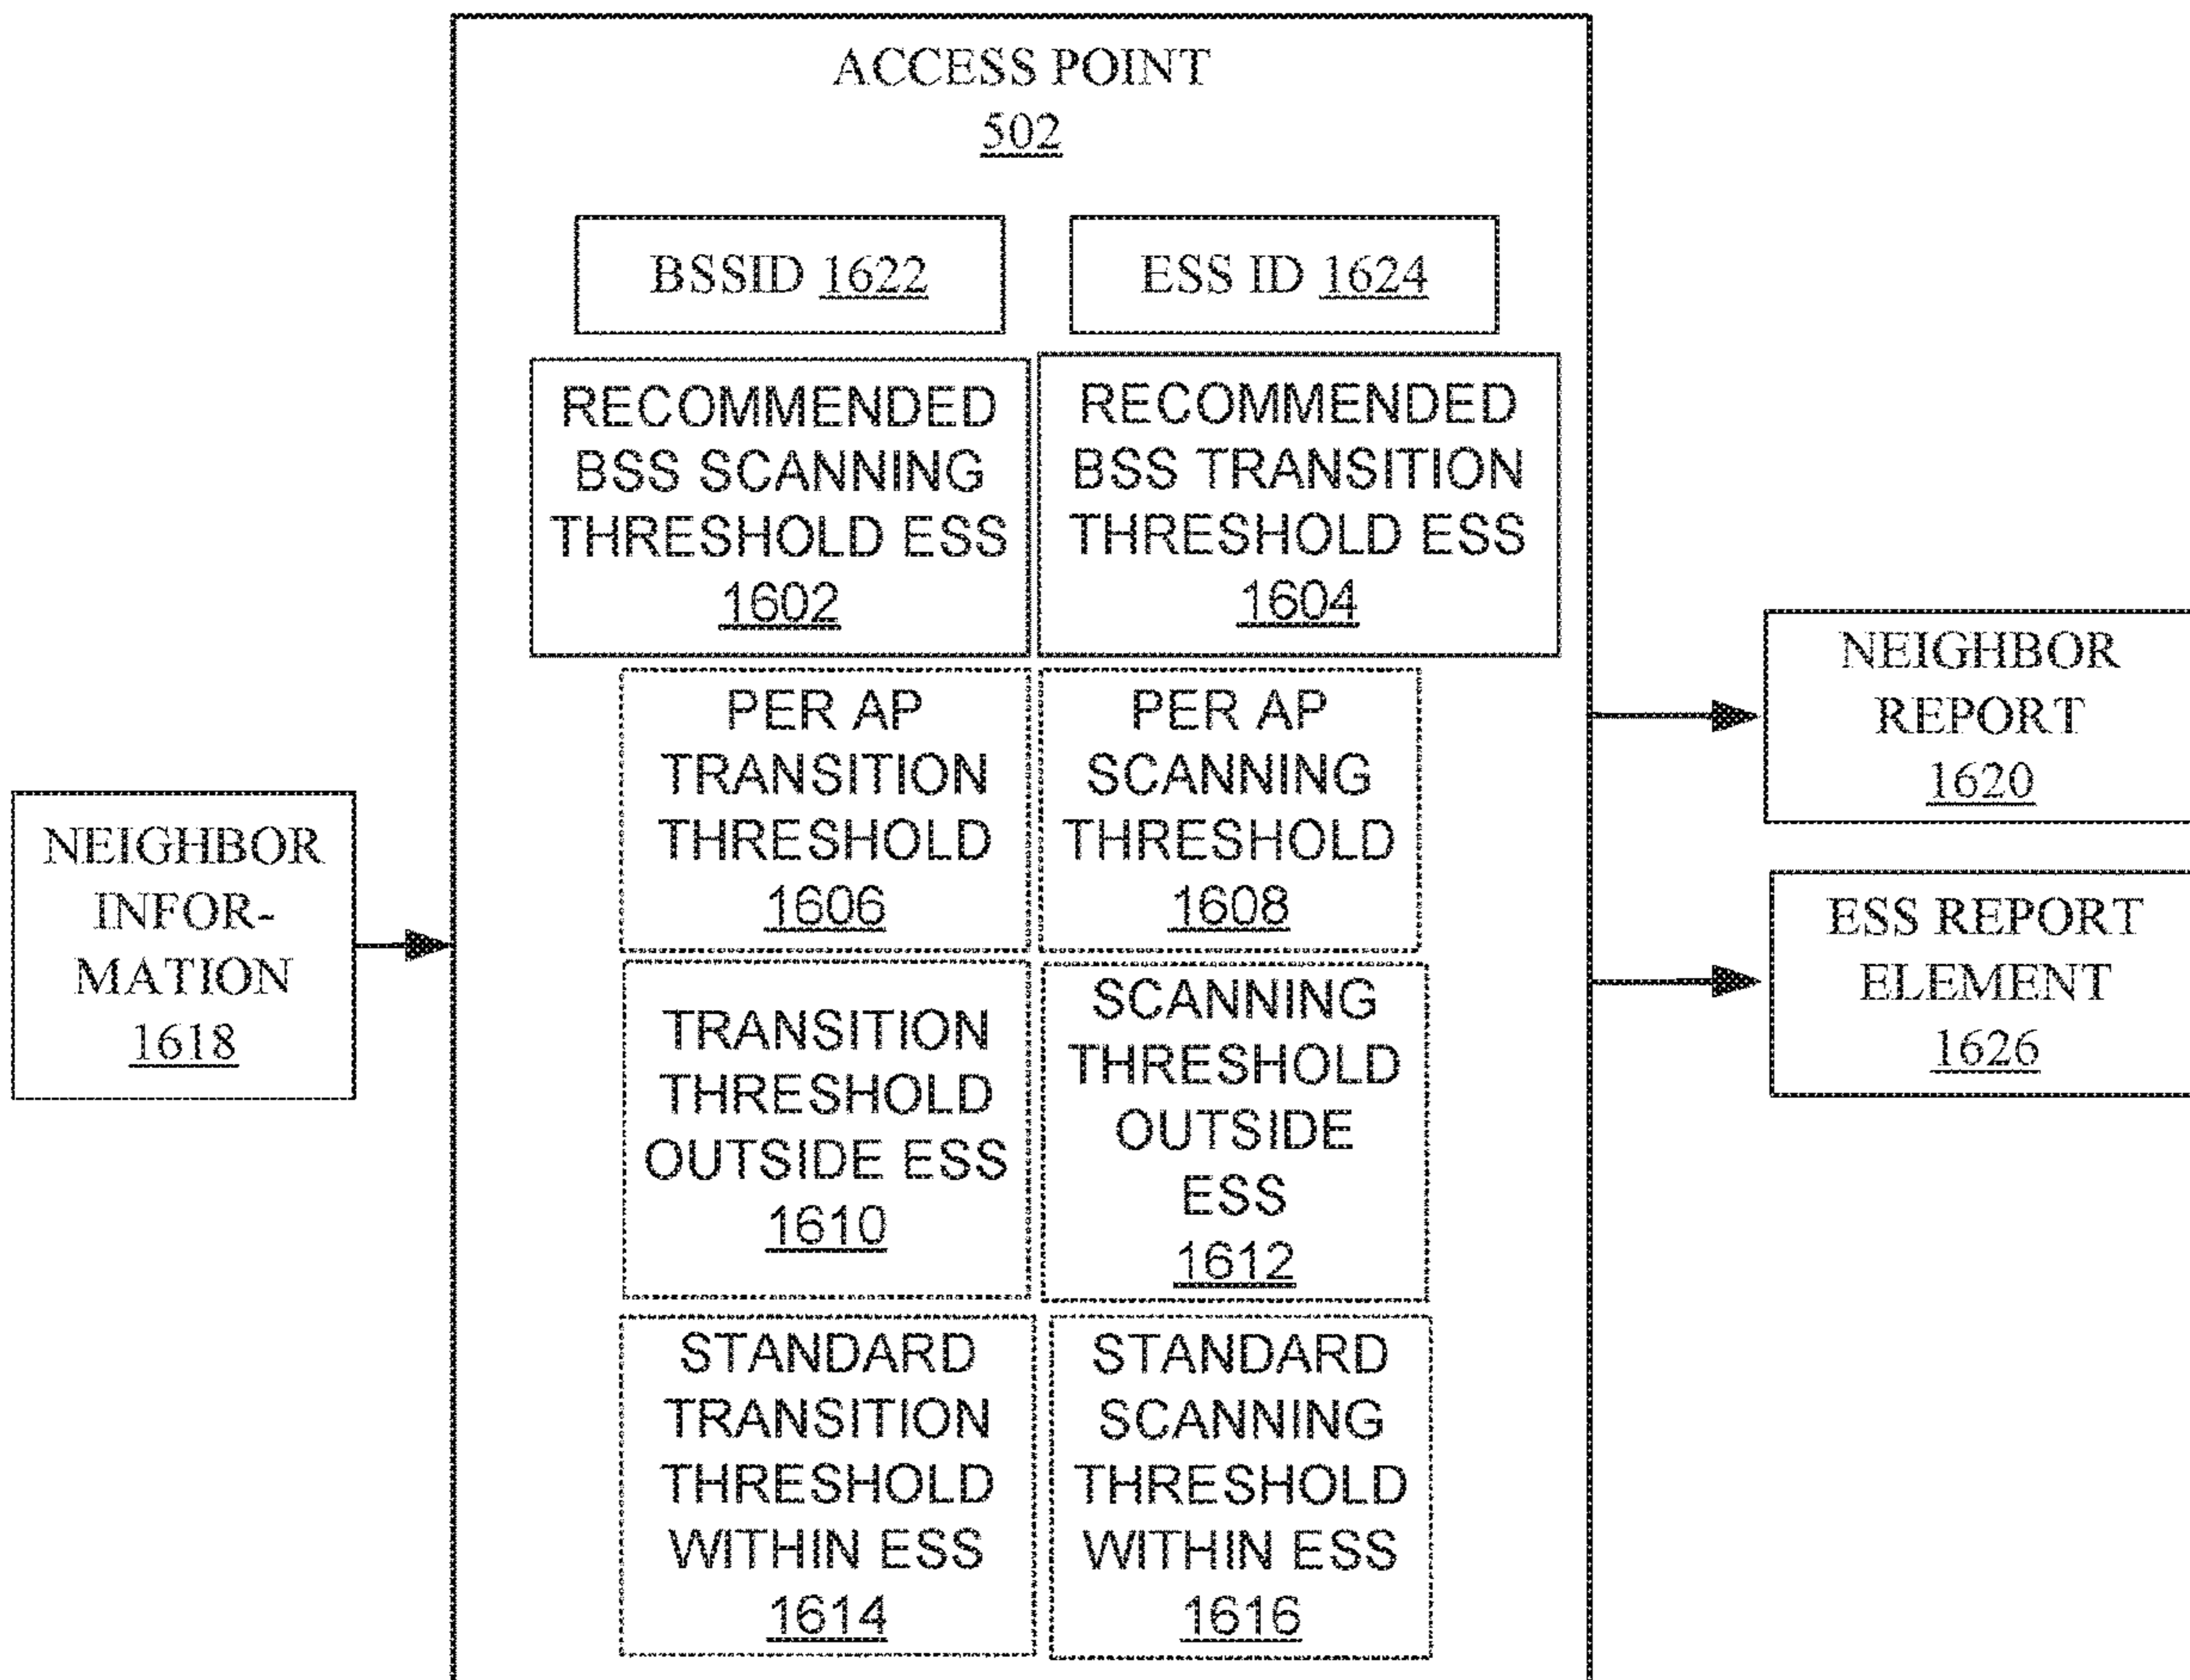 ACCESS POINT
502
BSSID 1622
ESS ID 1624
RECOMMENDED
BSS SCANNING
THRESHOLD ESS
1602
RECOMMENDED
BSS TRANSITION
THRESHOLD ESS
1604
PER AP
TRANSITION
THRESHOLD
1606
PER AP
SCANNING
THRESHOLD
1608
TRANSITION
THRESHOLD
OUTSIDE ESS
1610
SCANNING
THRESHOLD
OUTSIDE
ESS
1612
STANDARD
TRANSITION
THRESHOLD
WITHIN ESS
1614
STANDARD
SCANNING
THRESHOLD
WITHIN ESS
1616
NEIGHBOR
INFOR-
MATION
1618
NEIGHBOR
REPORT
1620
ESS REPORT
ELEMENT
1626